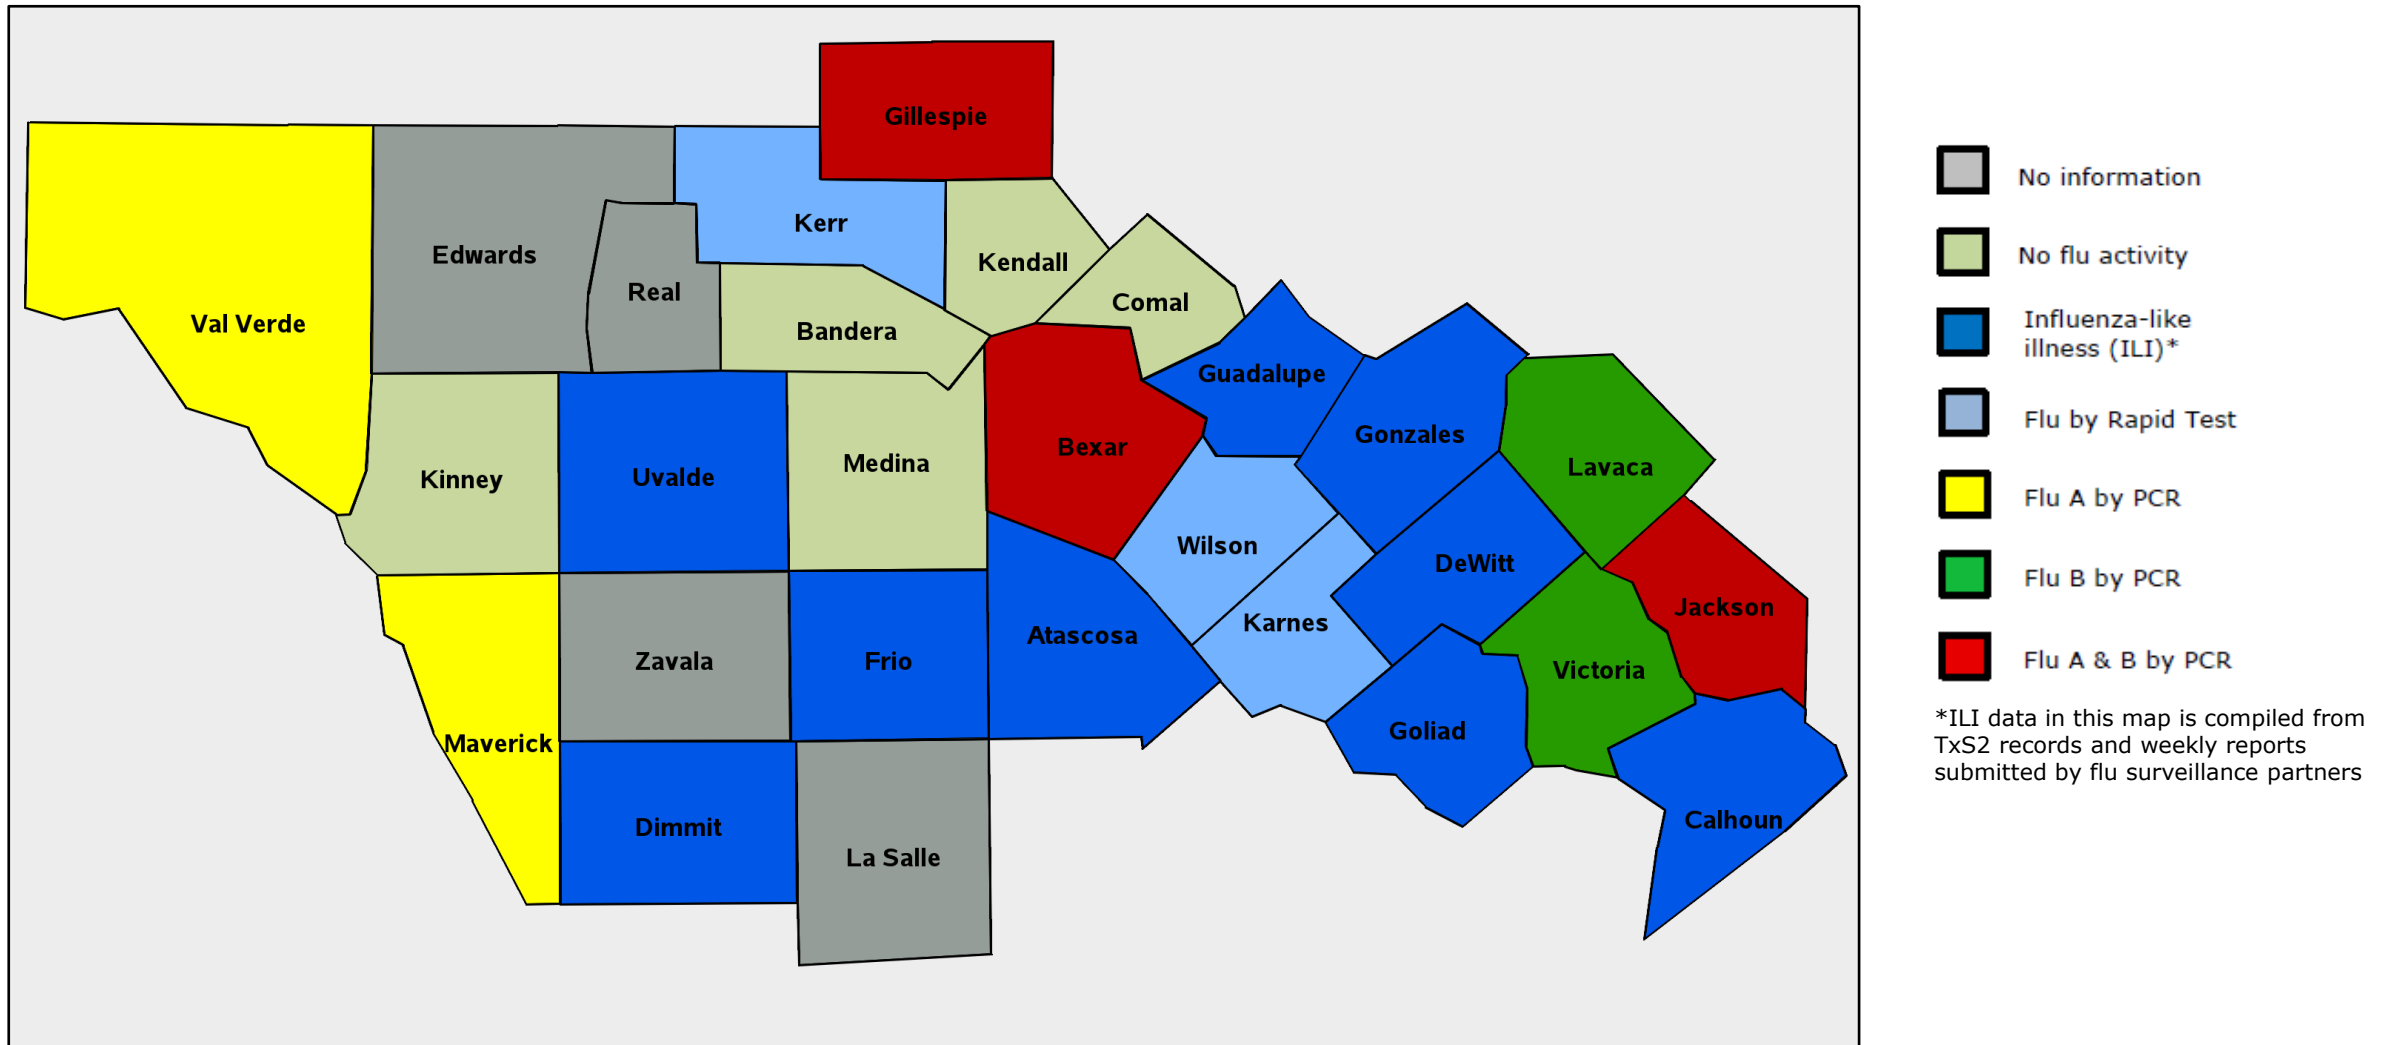 Gillespie
Kerr
Edwards
Kendall
Real
Comal
Val Verde
Bandera
Guadalupe
Gonzales
Bexar
Medina
Lavaca
Uvalde
Kinney
Wilson
DeWitt
Jackson
Karnes
Atascosa
Zavala
Frio
Victoria
Goliad
Maverick
Calhoun
Dimmit
La Salle
No information
No flu activity
Influenza-like
illness (ILI)*
Flu by Rapid Test
Flu A by PCR
Flu B by PCR
Flu A & B by PCR
*ILI data in this map is compiled from
TxS2 records and weekly reports
submitted by flu surveillance partners